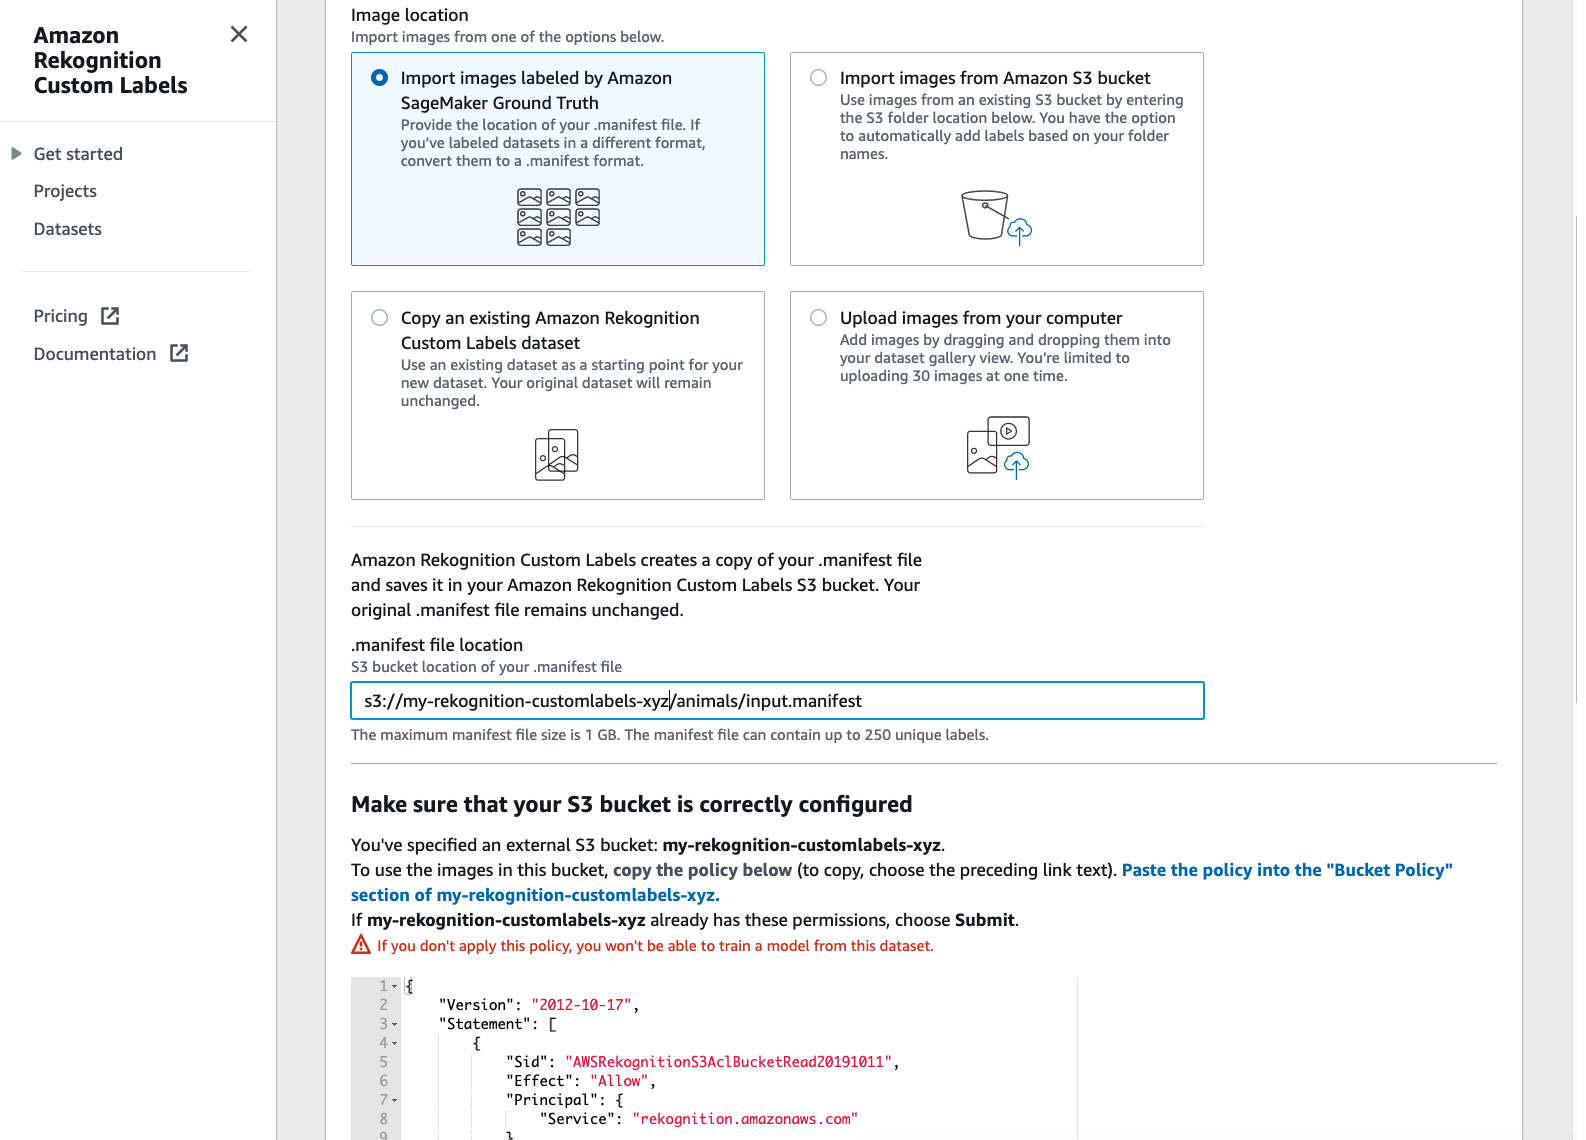 Amazon
Rekognition
Custom Labels
Get started
Projects
Datasets
Pricing
Documentation
Image location
Import images from one of the options below.
Import images labeled by Amazon
SageMaker Ground Truth
Provide the location of your .manifest file. If
you've labeled datasets in a different format,
convert them to a .manifest format.
Import images from Amazon S3 bucket
Use images from an existing S3 bucket by entering
the S3 folder location below. You have the option
to automatically add labels based on your folder
names.
Copy an existing Amazon Rekognition
Custom Labels dataset
Use an existing dataset as a starting point for your
new dataset. Your original dataset will remain
unchanged.
Upload images from your computer
Add images by dragging and dropping them into
your dataset gallery view. You're limited to
uploading 30 images at one time.
Amazon Rekognition Custom Labels creates a copy of your .manifest file
and saves it in your Amazon Rekognition Custom Labels S3 bucket. Your
original .manifest file remains unchanged.
.manifest file location
S3 bucket location of your .manifest file
s3://my-rekognition-customlabels-xyz/animals/input.manifest
The maximum manifest file size is 1 GB. The manifest file can contain up to 250 unique labels.
Make sure that your S3 bucket is correctly configured
You've specified an external S3 bucket: my-rekognition-customlabels-xyz.
To use the images in this bucket, copy the policy below (to copy, choose the preceding link text). Paste the policy into the "Bucket Policy"
section of my-rekognition-customlabels-xyz.
If my-rekognition-customlabels-xyz already has these permissions, choose Submit.
If you don't apply this policy, you won't be able to train a model from this dataset.
1 {
2 "Version": "2012-10-17",
3 "Statement": [
4 {
5 "Sid": "AWSRekognitionS3AclBucketRead20191011",
6 "Effect": "Allow",
7 "Principal": {
8 "Service": "rekognition.amazonaws.com"
9 }